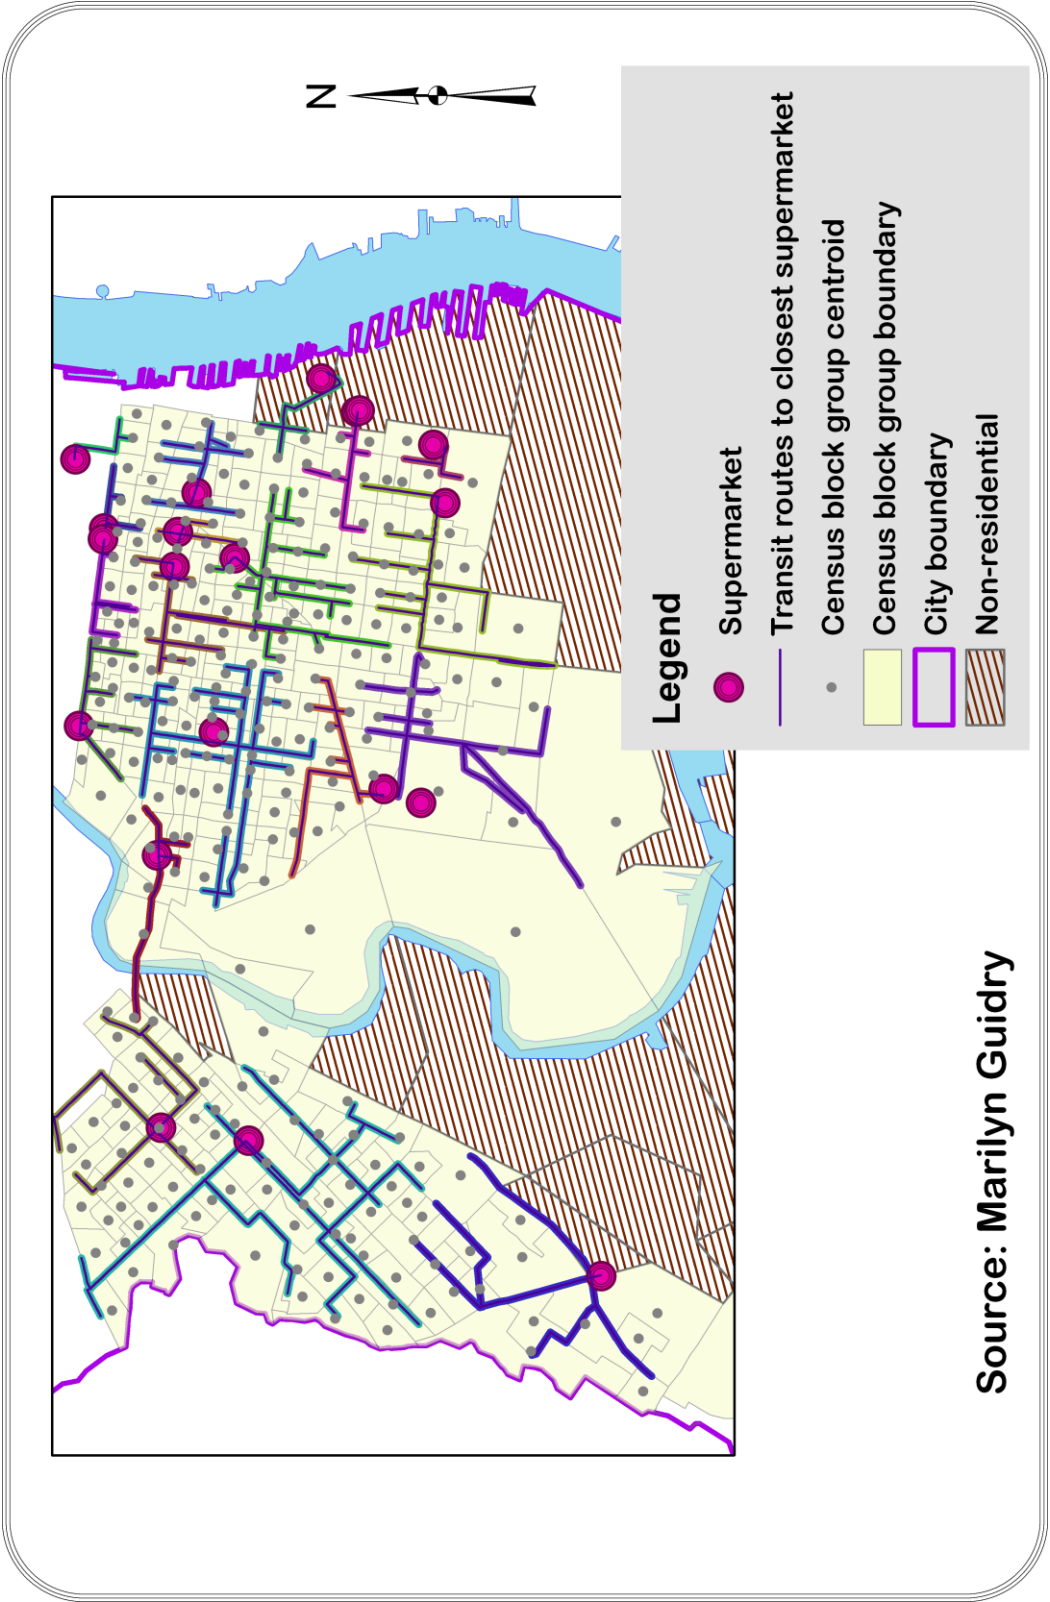 N
Legend
Supermarket
Transit routes to closest supermarket
Census block group centroid
Census block group boundary
City boundary
Non-residential
Source: Marilyn Guidry